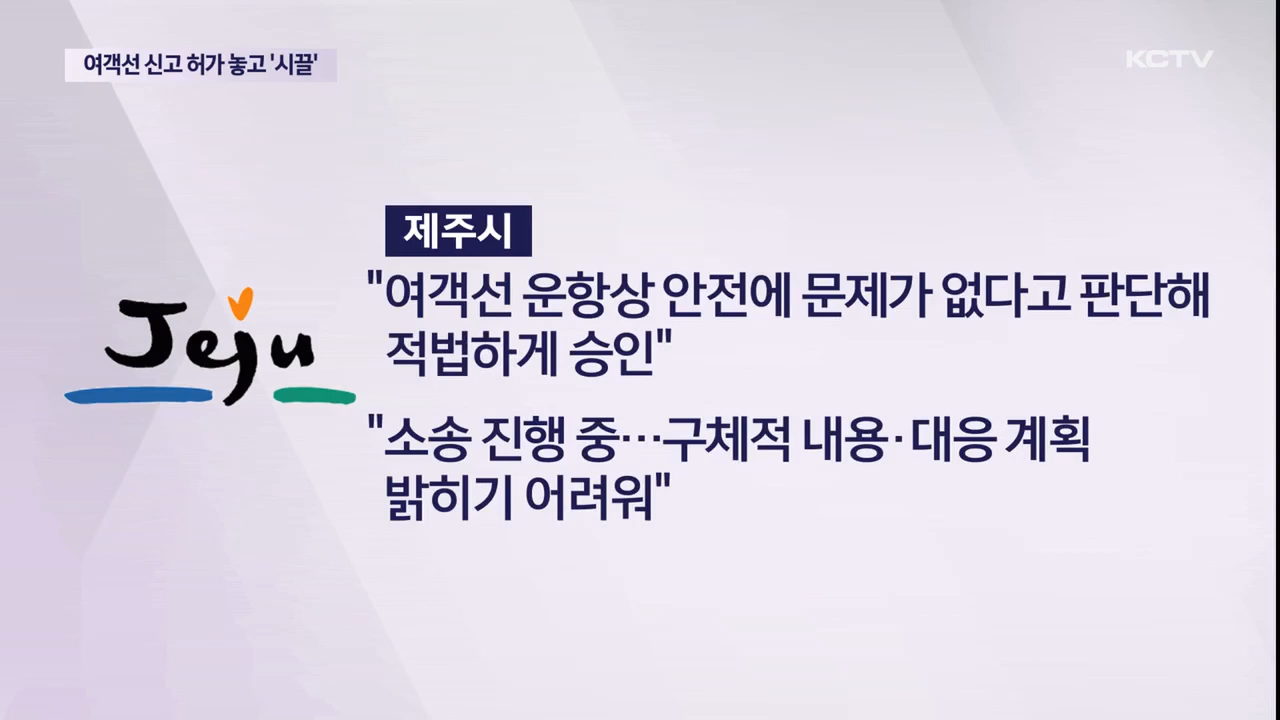 여객선 신고 허가 놓고 '시끌'
KCTV
제주시
Jeju
"여객선 운항상 안전에 문제가 없다고 판단해
적법하게 승인"
"소송 진행 중…구체적 내용·대응 계획
밝히기 어려워"